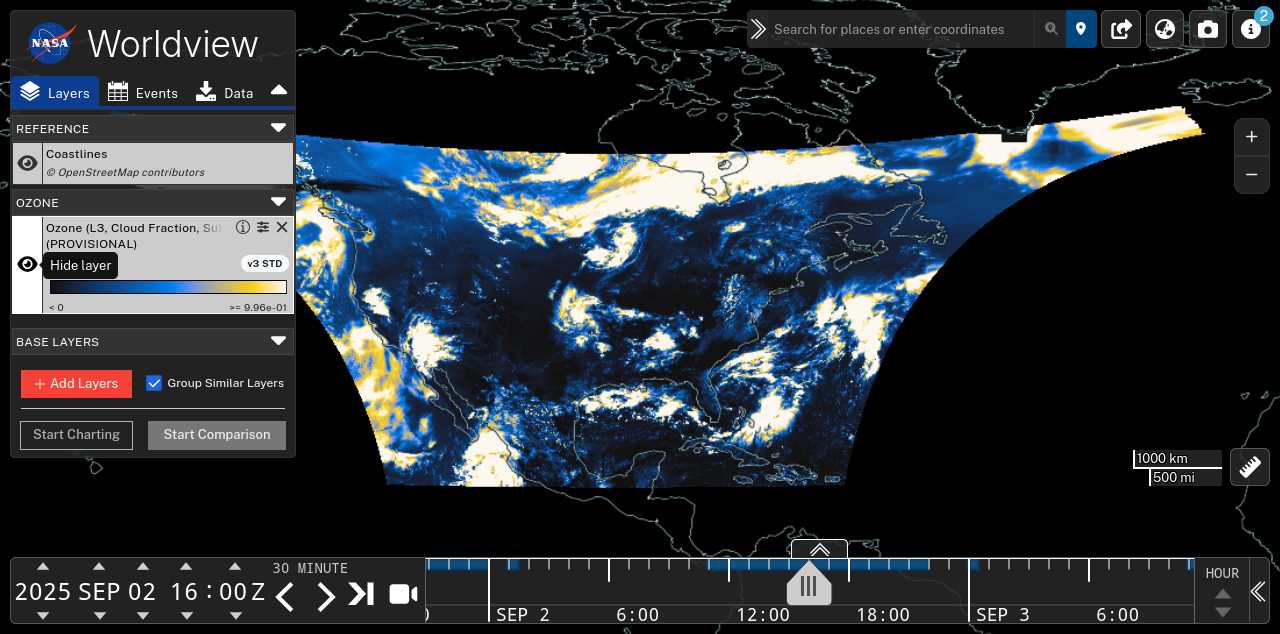 NASA Worldview
Search for places or enter coordinates
2
Layers Events Data
REFERENCE
Coastlines
© OpenStreetMap contributors
OZONE
Ozone (L3, Cloud Fraction,
(PROVISIONAL)
v3 STD
Hide layer
< 0 >= 9.96e-01
BASE LAYERS
+ Add Layers Group Similar Layers
Start Charting Start Comparison
+
−
1000 km
500 mi
30 MINUTE
2025 SEP 02 16 : 00 Z
SEP 2 6:00 12:00 18:00 SEP 3 6:00
HOUR